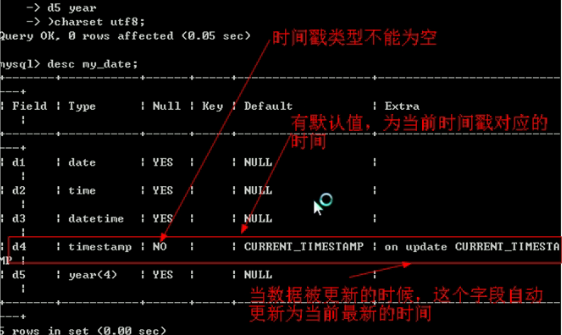 -> d5 year
-> >charset utf8;
Query OK, 0 rows affected (0.05 sec)
时间戳类型不能为空
mysql> desc my_date;
| Field | Type | Null | Key | Default | Extra
|
有默认值，为当前时间戳对应的
时间
| d1 | date | YES | | NULL |
|
| d2 | time | YES | | NULL |
|
| d3 | datetime | YES | | NULL |
|
| d4 | timestamp | NO | | CURRENT_TIMESTAMP | on update CURRENT_TIMESTA
MP |
| d5 | year(4) | YES | | NULL |
|
当数据被更新的时候，这个字段自动
更新为当前最新的时间
5 rows in set (0.00 sec)